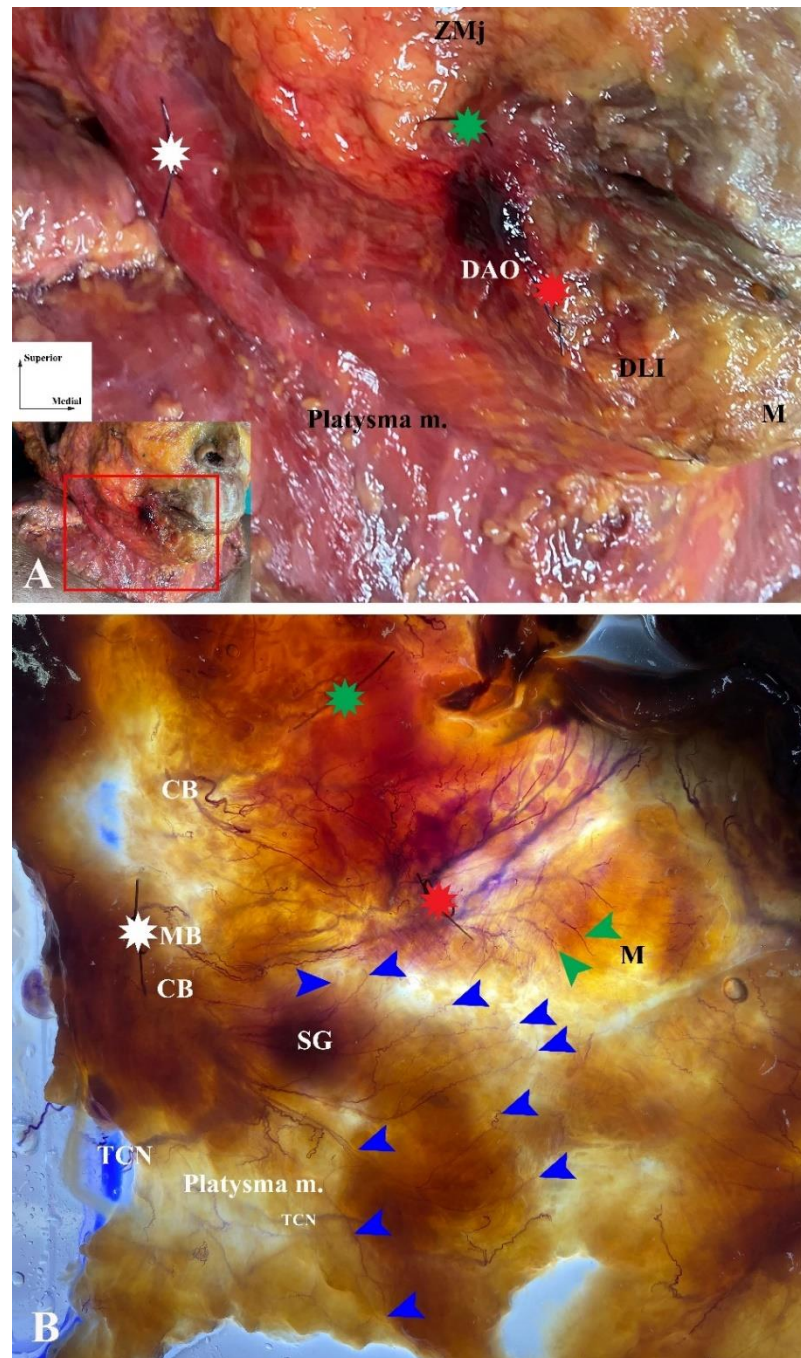 ZMj
DAO
DLI
Superior
Medial
Platysma m.
M
A
CB
MB
M
CB
SG
TCN
Platysma m.
TCN
B